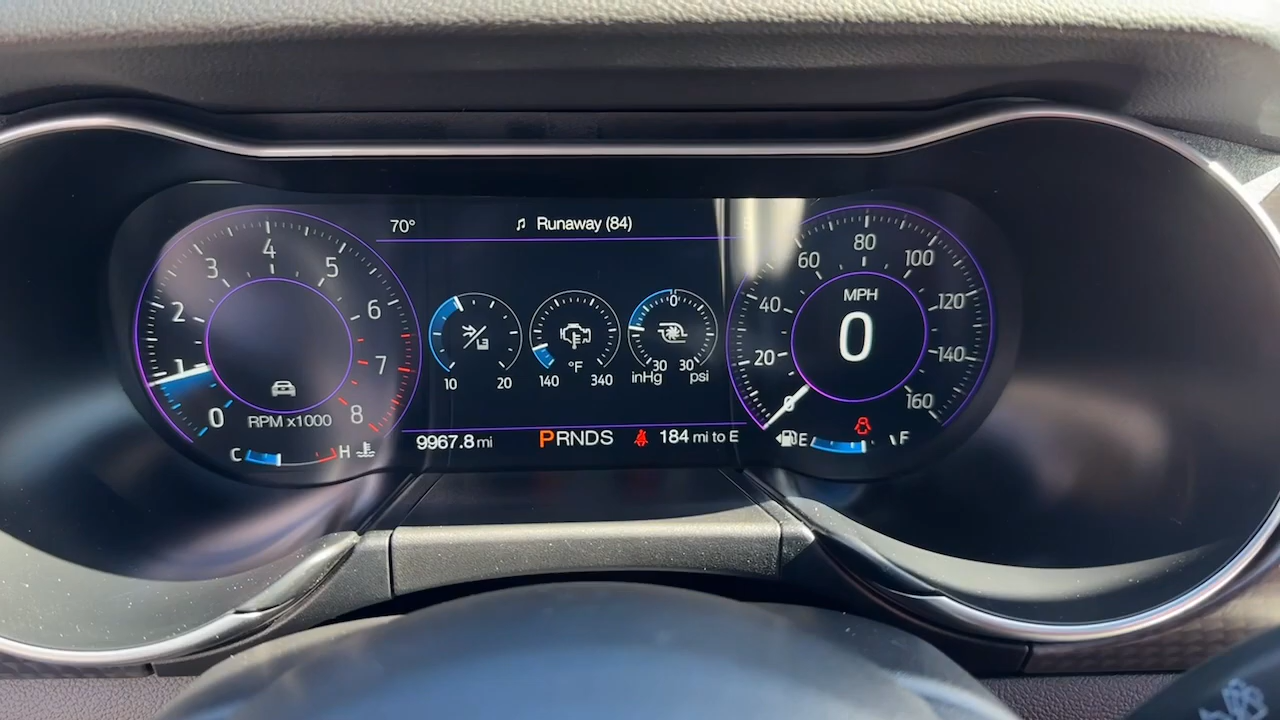 70° Runaway (84)
0 1 2 3 4 5 6 7 8
RPM x1000
C H
10 20
140 °F 340
0
30 30
inHg psi
0 20 40 60 80 100 120 140 160
MPH
0
9967.8 mi PRNDS 184 mi to E
E F